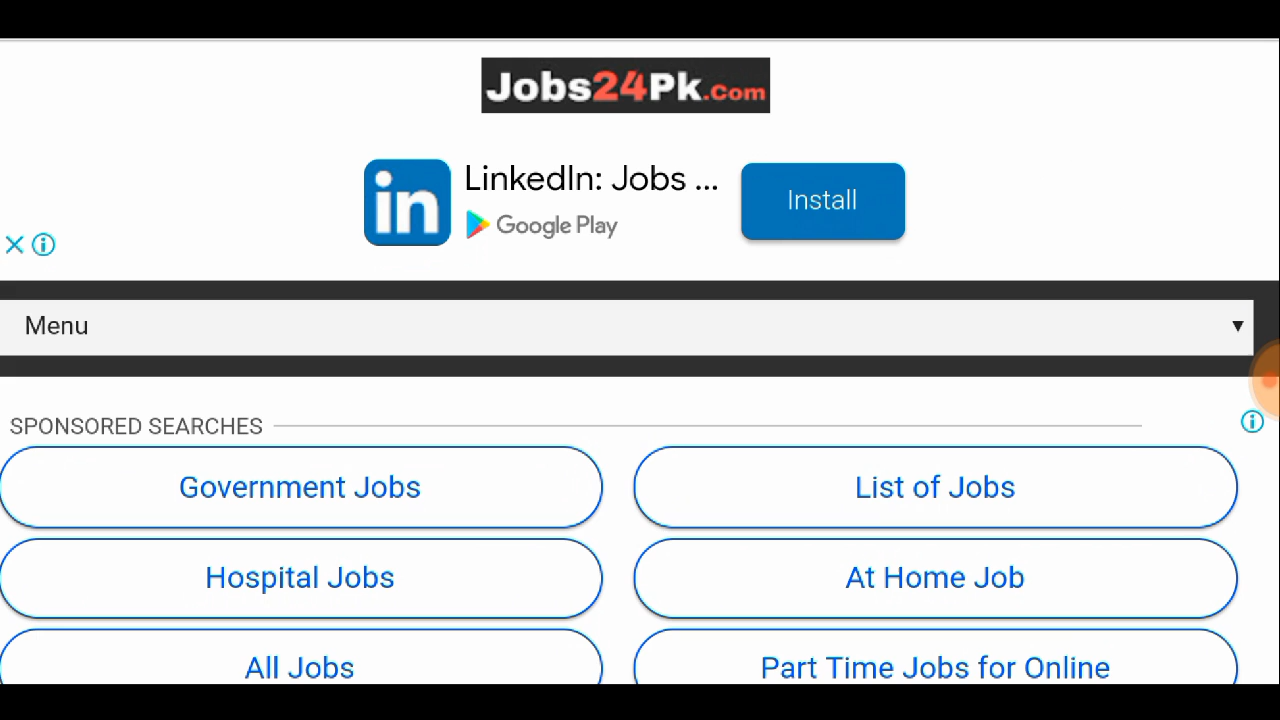 Jobs24Pk.Com
LinkedIn: Jobs ...
Google Play
Install
Menu
SPONSORED SEARCHES
Government Jobs
List of Jobs
Hospital Jobs
At Home Job
All Jobs
Part Time Jobs for Online